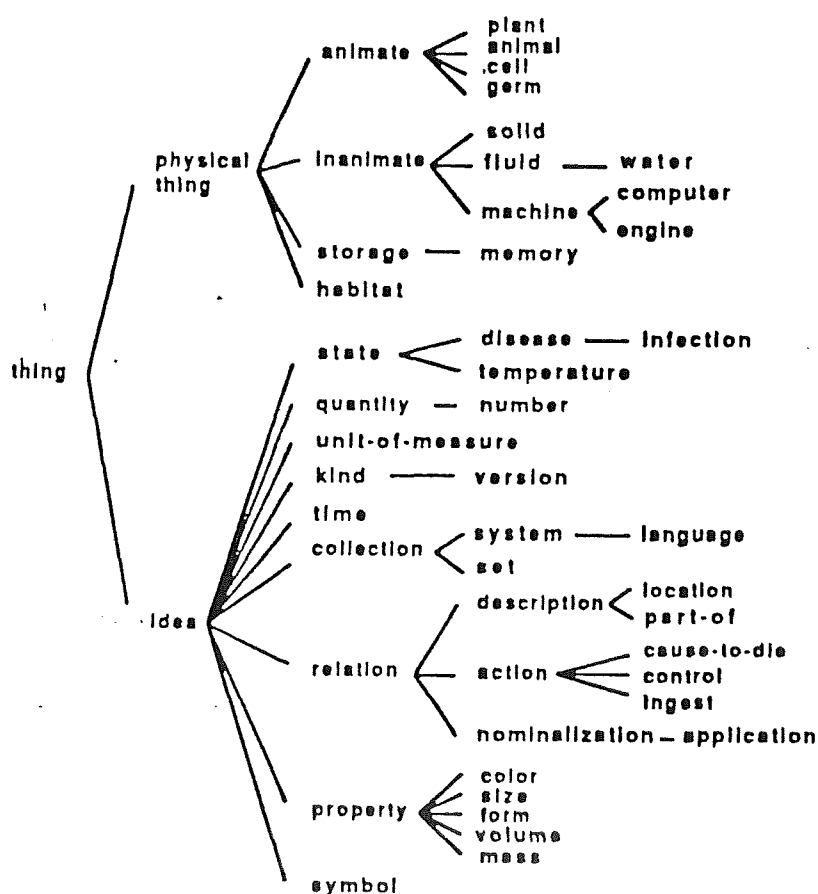 plant
animate animal
cell
germ
solid
physical thing inanimate fluid water
computer
machine
engine
storage memory
habitat
disease infection
state
thing temperature
quantity number
unit-of-measure
kind version
time
system language
collection
set
location
description
part-of
idea
cause-to-die
relation action control
ingest
nominalization application
color
size
property form
volume
mass
symbol